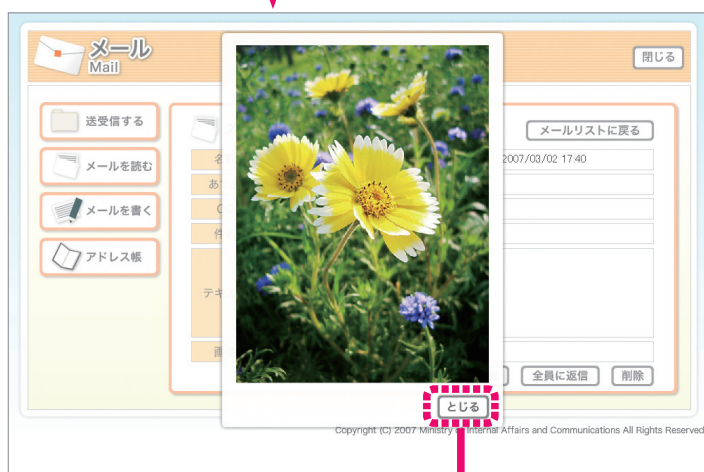 メール
Mail
閉じる
送受信する
メールを読む
メールを書く
アドレス帳
メールリストに戻る
2007/03/02 17:40
全員に返信
削除
とじる
Copyright (C) 2007 Ministry of Internal Affairs and Communications All Rights Reserved